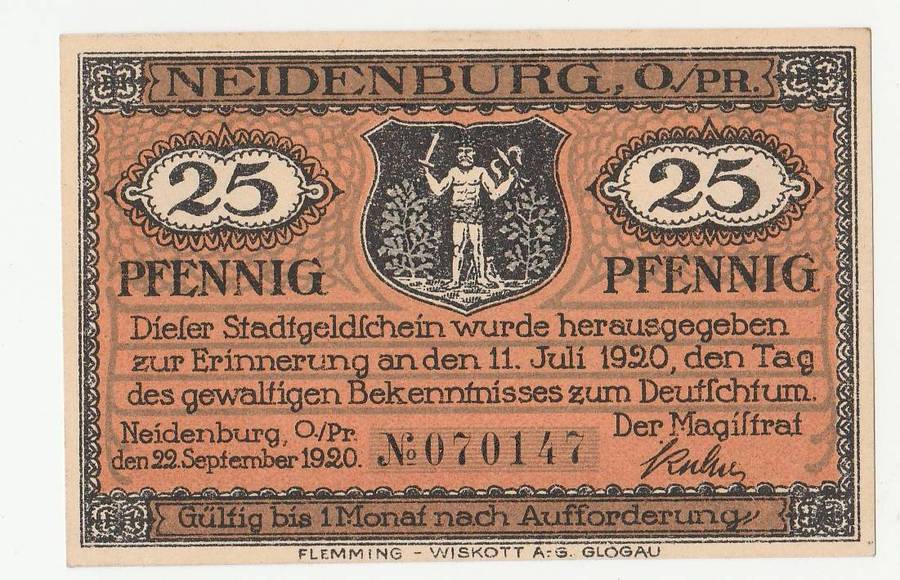 NEIDENBURG, O/PR.
25 25
PFENNIG PFENNIG
Dieſer Stadtgeldſchein wurde herausgegeben
zur Erinnerung an den 11. Juli 1920, den Tag
des gewaltigen Bekenntniſſes zum Deutſchtum.
Neidenburg, O/Pr. Der Magiſtrat
den 22. September 1920. No 070147
Gültig bis 1 Monat nach Aufforderung
FLEMMING - WISKOTT A.-G. GLOGAU